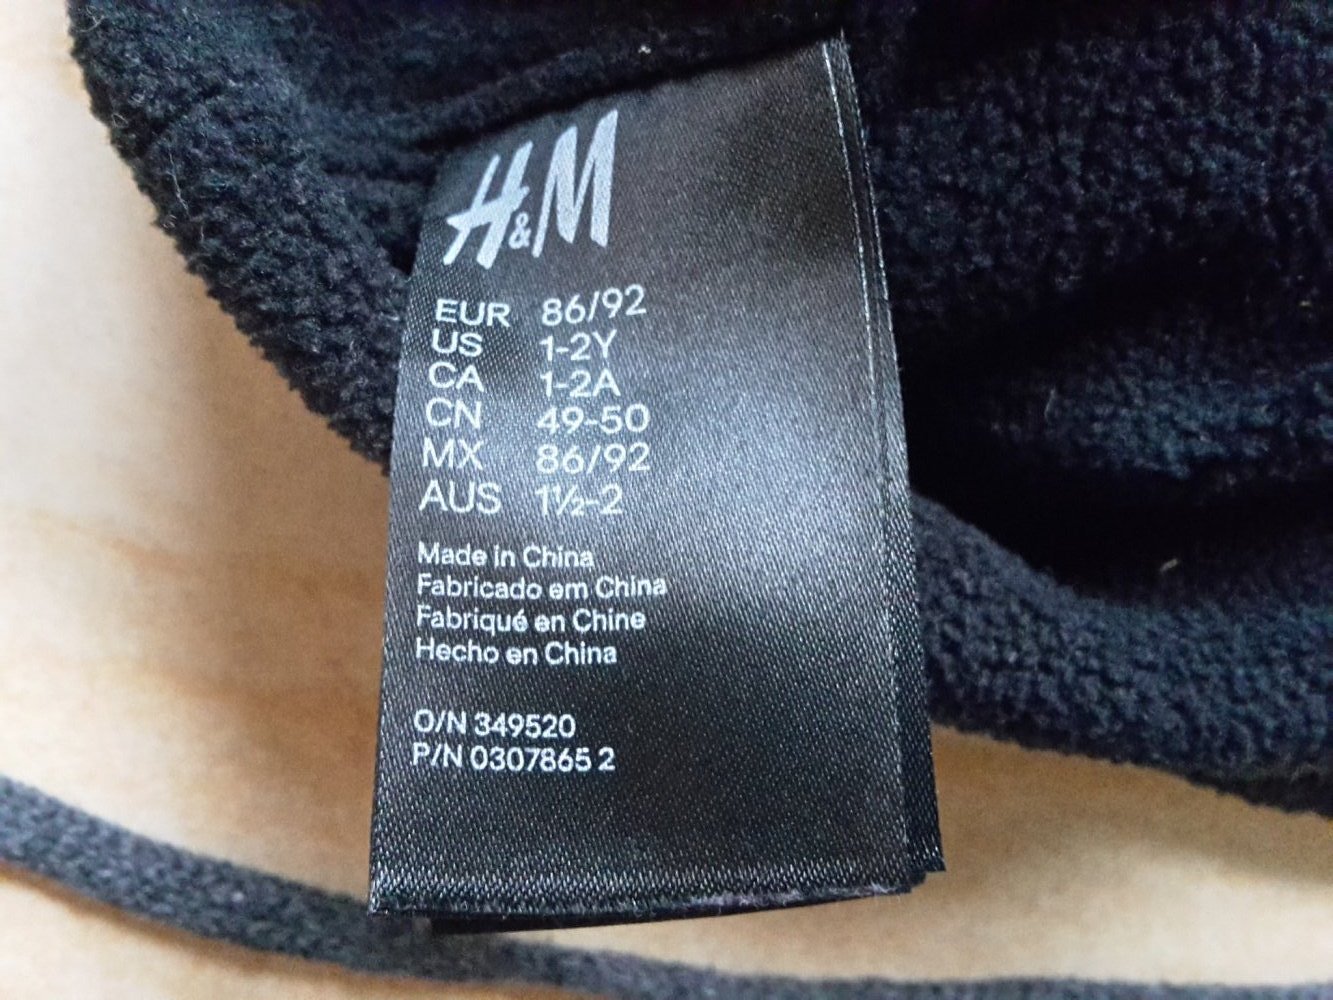 H&M
EUR 86/92
US 1-2Y
CA 1-2A
CN 49-50
MX 86/92
AUS 1½-2
Made in China
Fabricado em China
Fabriqué en Chine
Hecho en China
O/N 349520
P/N 0307865 2